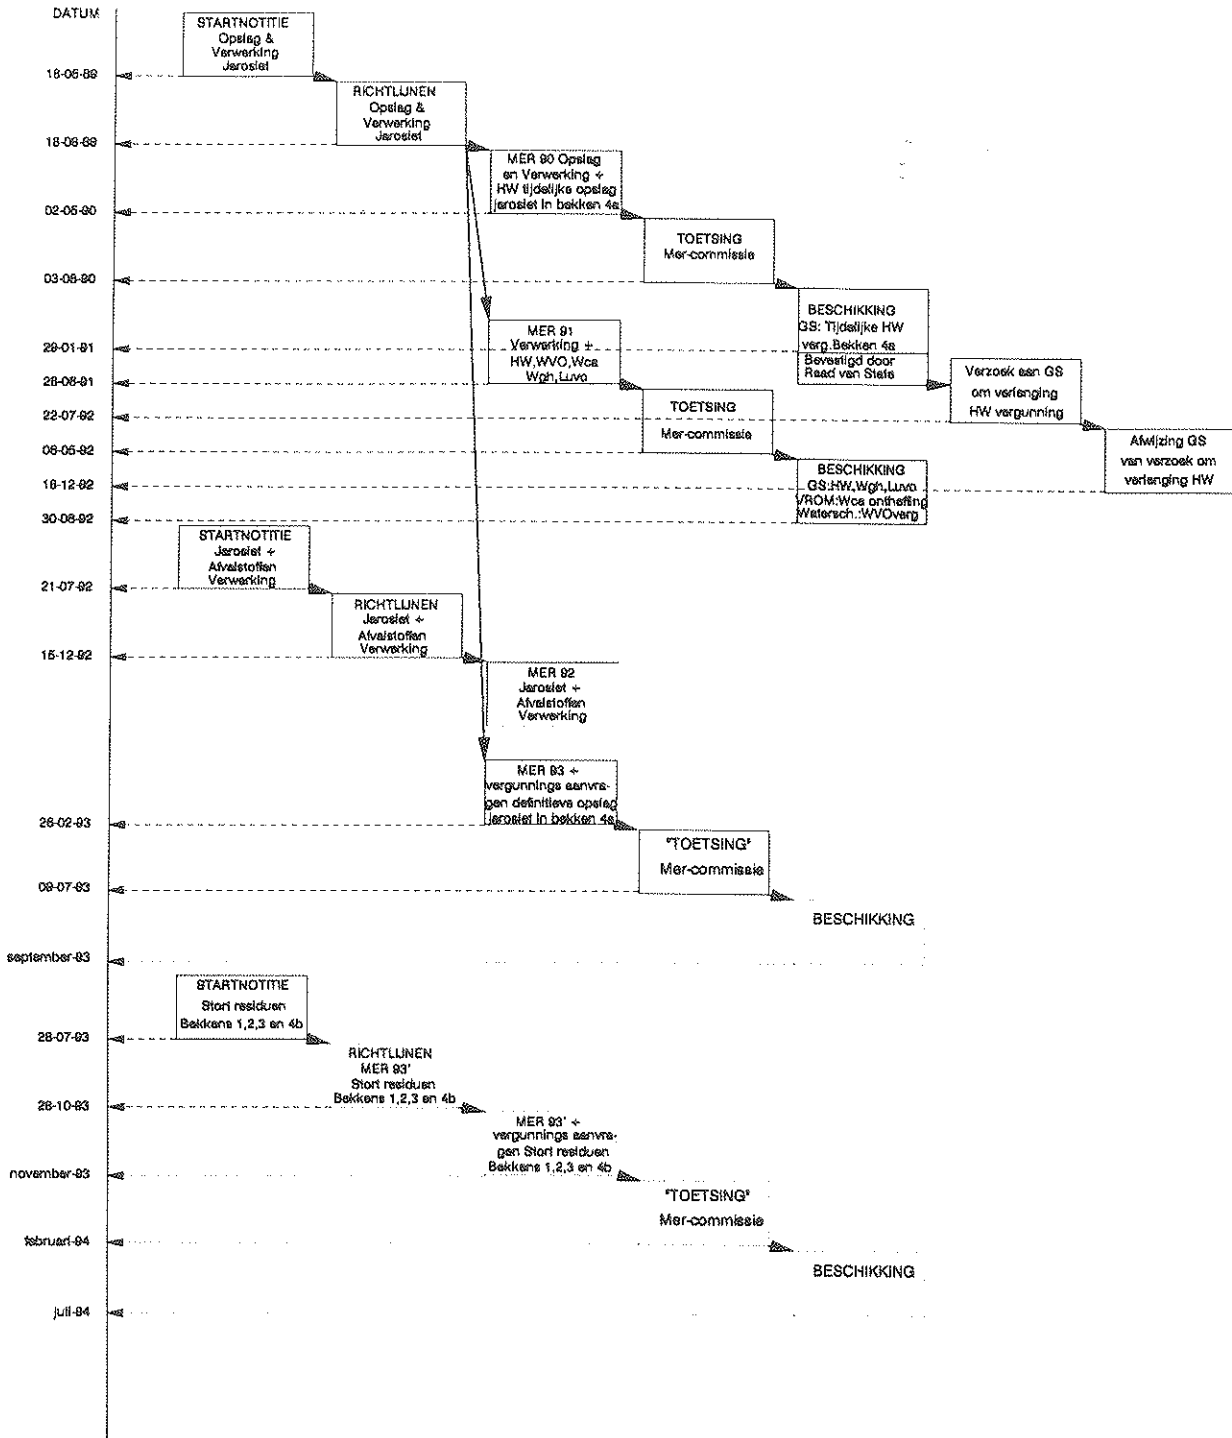 DATUM
STARTNOTITIE
Opslag &
Verwerking
Jarosiet
18-05-89
RICHTLIJNEN
Opslag &
Verwerking
Jarosiet
MER 90 Opslag
en Verwerking +
HW tijdelijke opslag
jarosiet in bekken 4a
02-05-90
TOETSING
Mer-commissie
03-08-90
BESCHIKKING
GS: Tijdelijke HW
verg.Bekken 4a
Bevestigd door
Raad van State
29-01-91
MER 91
Verwerking +
HW,WVO,Wca
Wgh,Luvo
28-08-91
Verzoek aan GS
om verlenging
HW vergunning
22-07-92
TOETSING
Mer-commissie
06-05-92
Afwijzing GS
van verzoek om
verlenging HW
BESCHIKKING
GS:HW,Wgh,Luvo
VROM:Wca ontheffing
Watersch.:WVOverg
16-12-92
30-08-92
STARTNOTITIE
Jarosiet +
Afvalstoffen
Verwerking
21-07-92
RICHTLIJNEN
Jarosiet +
Afvalstoffen
Verwerking
15-12-92
MER 92
Jarosiet +
Afvalstoffen
Verwerking
MER 93 +
vergunnings aanvra-
gen definitieve opslag
jarosiet in bekken 4a
26-02-93
"TOETSING"
Mer-commissie
09-07-93
BESCHIKKING
september-93
STARTNOTITIE
Stort residuen
Bekkens 1,2,3 en 4b
28-07-93
RICHTLIJNEN
MER 93'
Stort residuen
Bekkens 1,2,3 en 4b
28-10-93
MER 93' +
vergunnings aanvra-
gen Stort residuen
Bekkens 1,2,3 en 4b
november-93
"TOETSING"
Mer-commissie
februari-94
BESCHIKKING
juli-94